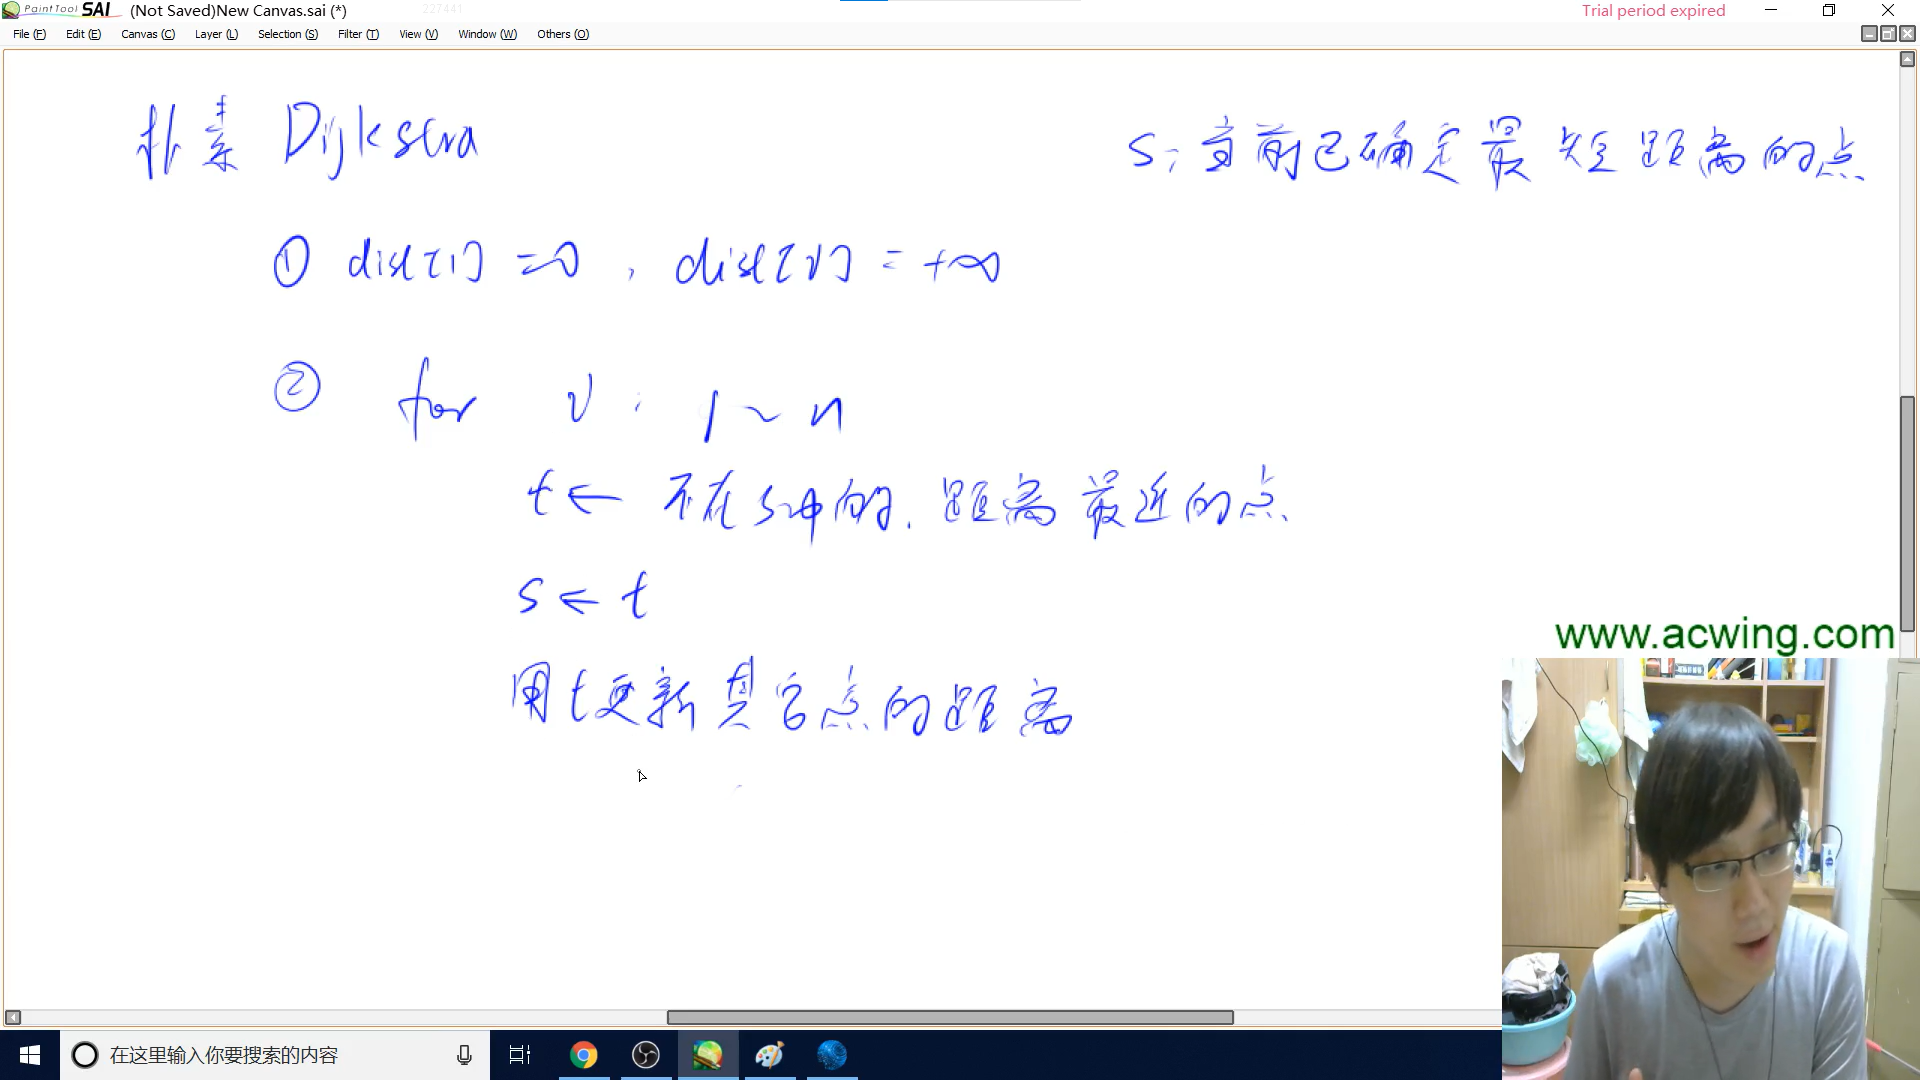 PaintTool SAI (Not Saved)New Canvas.sai (*) 227441 Trial period expired
File (F) Edit (E) Canvas (C) Layer (L) Selection (S) Filter (T) View (V) Window (W) Others (O)
朴素 Dijkstra
s: 当前已确定最短距离的点
① dist[1] = 0, dist[i] = +∞
② for i: 1 ~ n
t ← 不在s中的, 距离最近的点
s ← t
用t更新其它点的距离
www.acwing.com
在这里输入你要搜索的内容